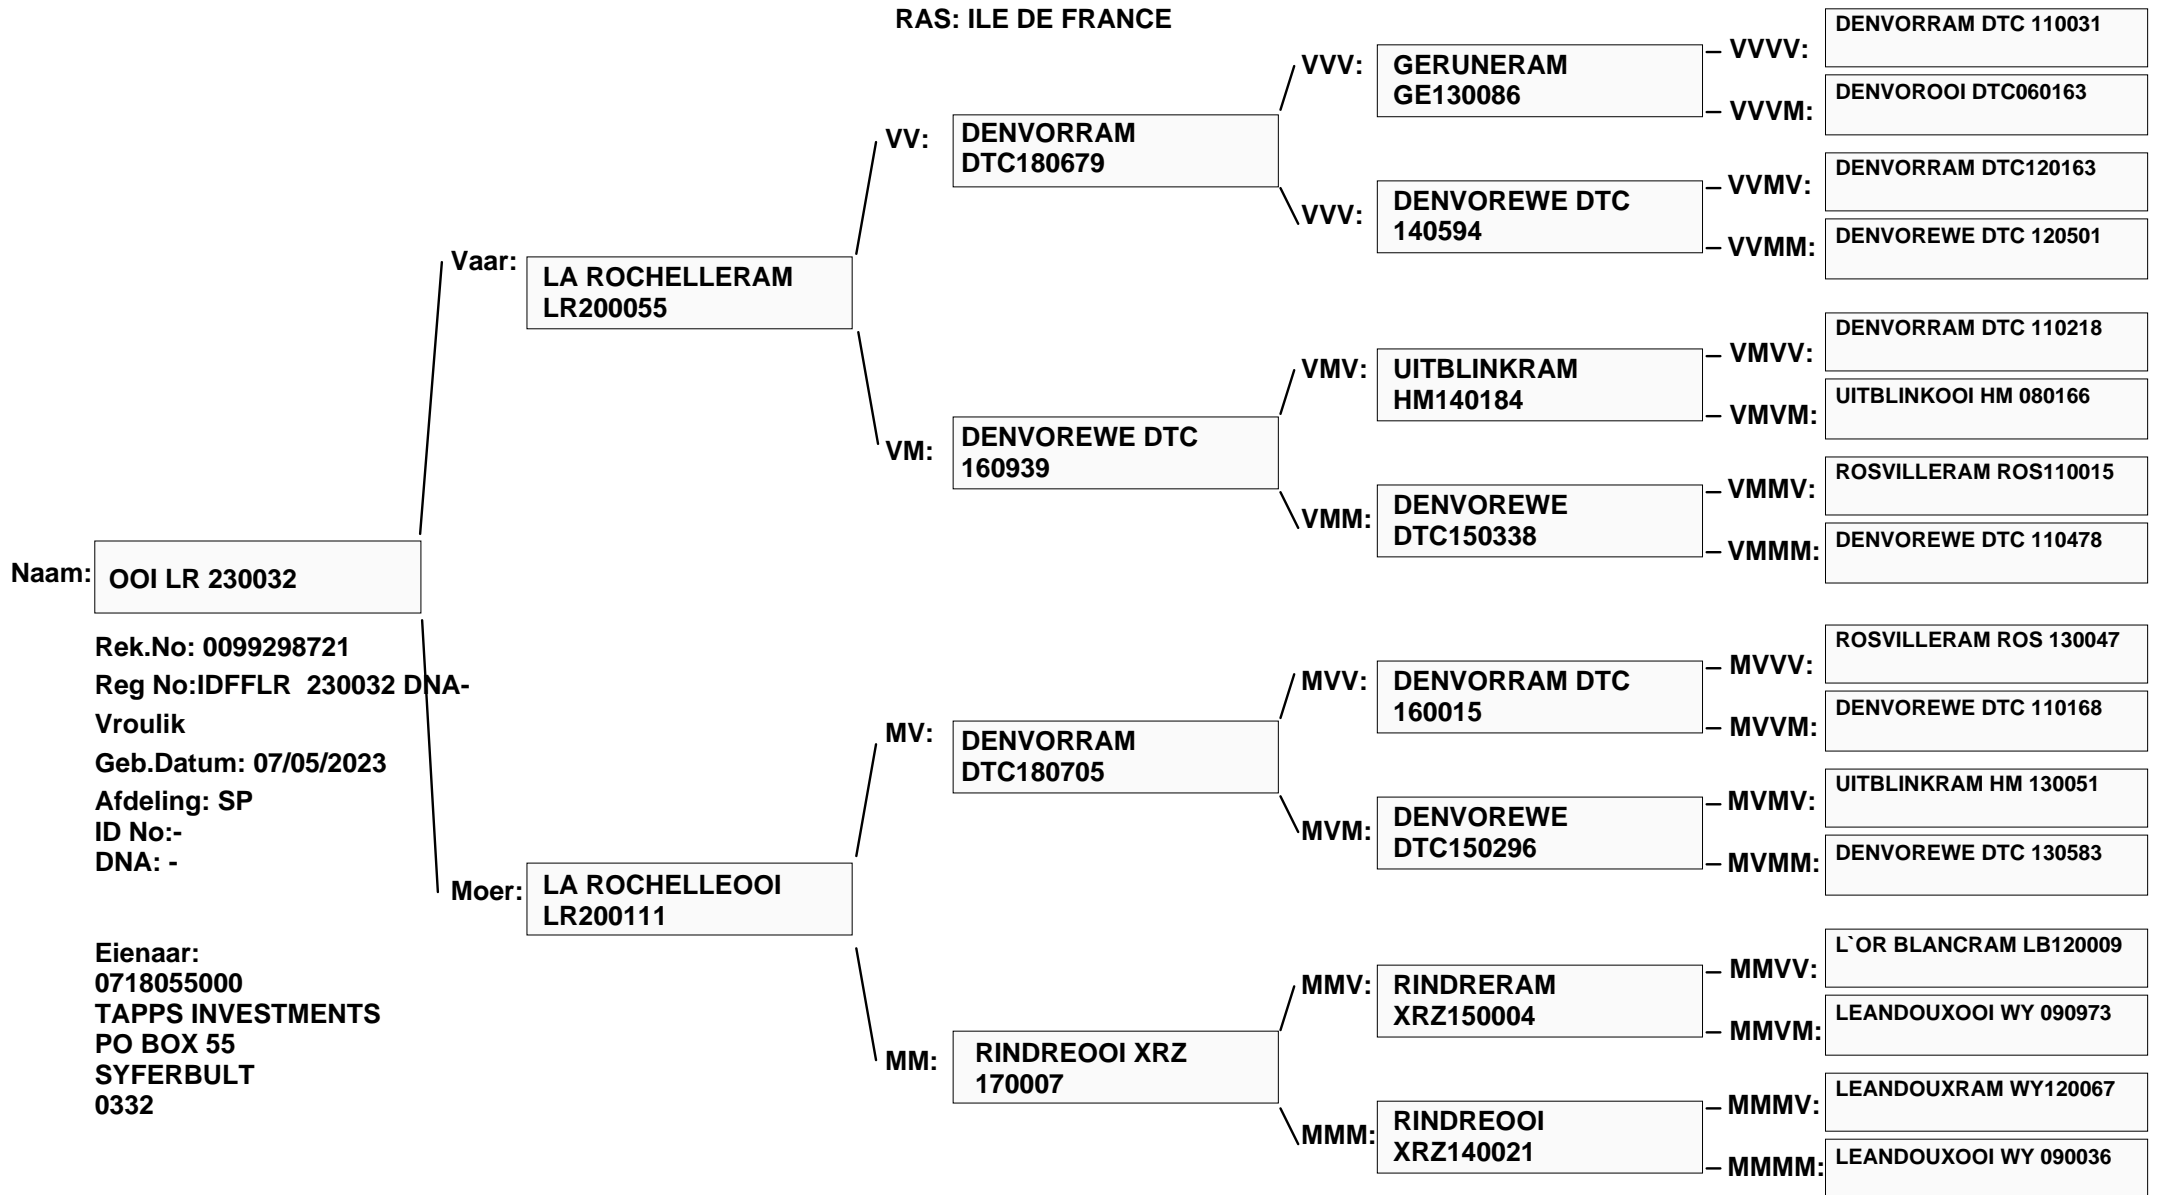 RAS: ILE DE FRANCE
Naam:
OOI LR 230032
Rek.No: 0099298721
Reg No:IDFFLR  230032 DNA-
Vroulik
Geb.Datum: 07/05/2023
Afdeling: SP
ID No:-
DNA: -
Eienaar:
0718055000
TAPPS INVESTMENTS
PO BOX 55
SYFERBULT
0332
Vaar:
LA ROCHELLERAM
LR200055
Moer:
LA ROCHELLEOOI
LR200111
VV:
DENVORRAM
DTC180679
VM:
DENVOREWE DTC
160939
MV:
DENVORRAM
DTC180705
MM:
RINDREOOI XRZ
170007
VVV:
GERUNERAM
GE130086
VVV:
DENVOREWE DTC
140594
VMV:
UITBLINKRAM
HM140184
VMM:
DENVOREWE
DTC150338
MVV:
DENVORRAM DTC
160015
MVM:
DENVOREWE
DTC150296
MMV:
RINDRERAM
XRZ150004
MMM:
RINDREOOI
XRZ140021
VVVV:
DENVORRAM DTC 110031
VVVM:
DENVOROOI DTC060163
VVMV:
DENVORRAM DTC120163
VVMM:
DENVOREWE DTC 120501
VMVV:
DENVORRAM DTC 110218
VMVM:
UITBLINKOOI HM 080166
VMMV:
ROSVILLERAM ROS110015
VMMM:
DENVOREWE DTC 110478
MVVV:
ROSVILLERAM ROS 130047
MVVM:
DENVOREWE DTC 110168
MVMV:
UITBLINKRAM HM 130051
MVMM:
DENVOREWE DTC 130583
MMVV:
L`OR BLANCRAM LB120009
MMVM:
LEANDOUXOOI WY 090973
MMMV:
LEANDOUXRAM WY120067
MMMM:
LEANDOUXOOI WY 090036